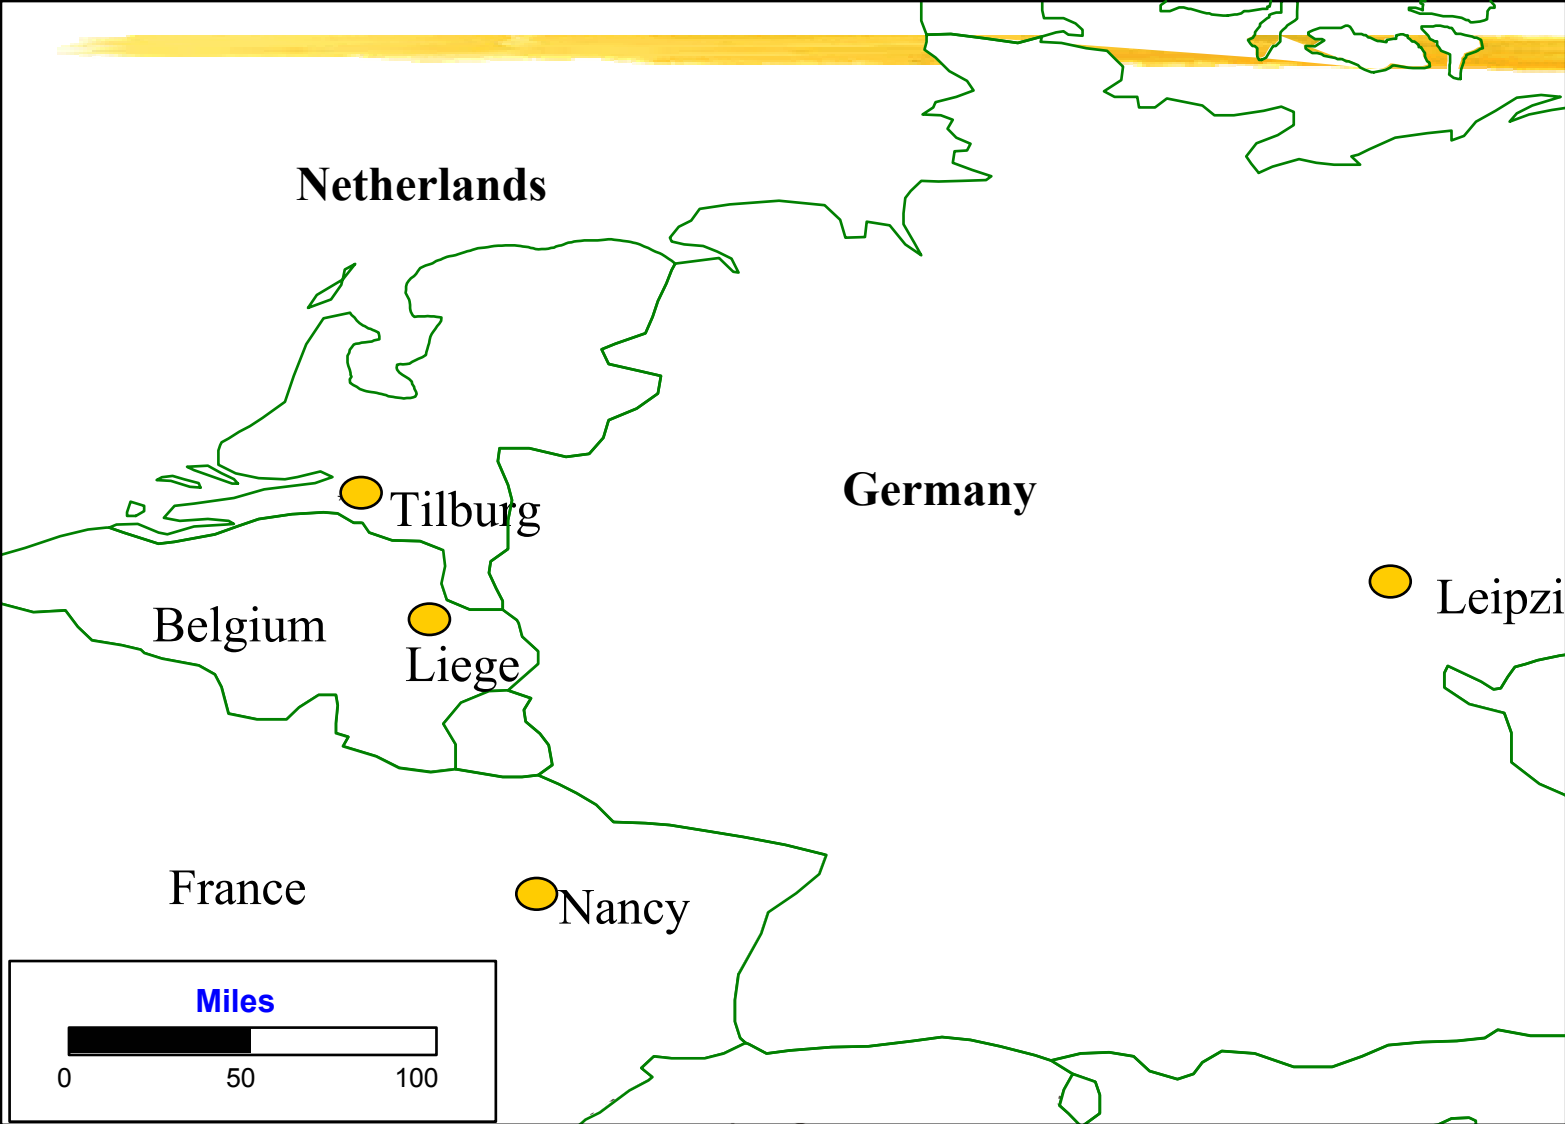 Netherlands
Germany
Tilburg
Leipzi
Belgium
Liege
France
Nancy
Miles
0 50 100